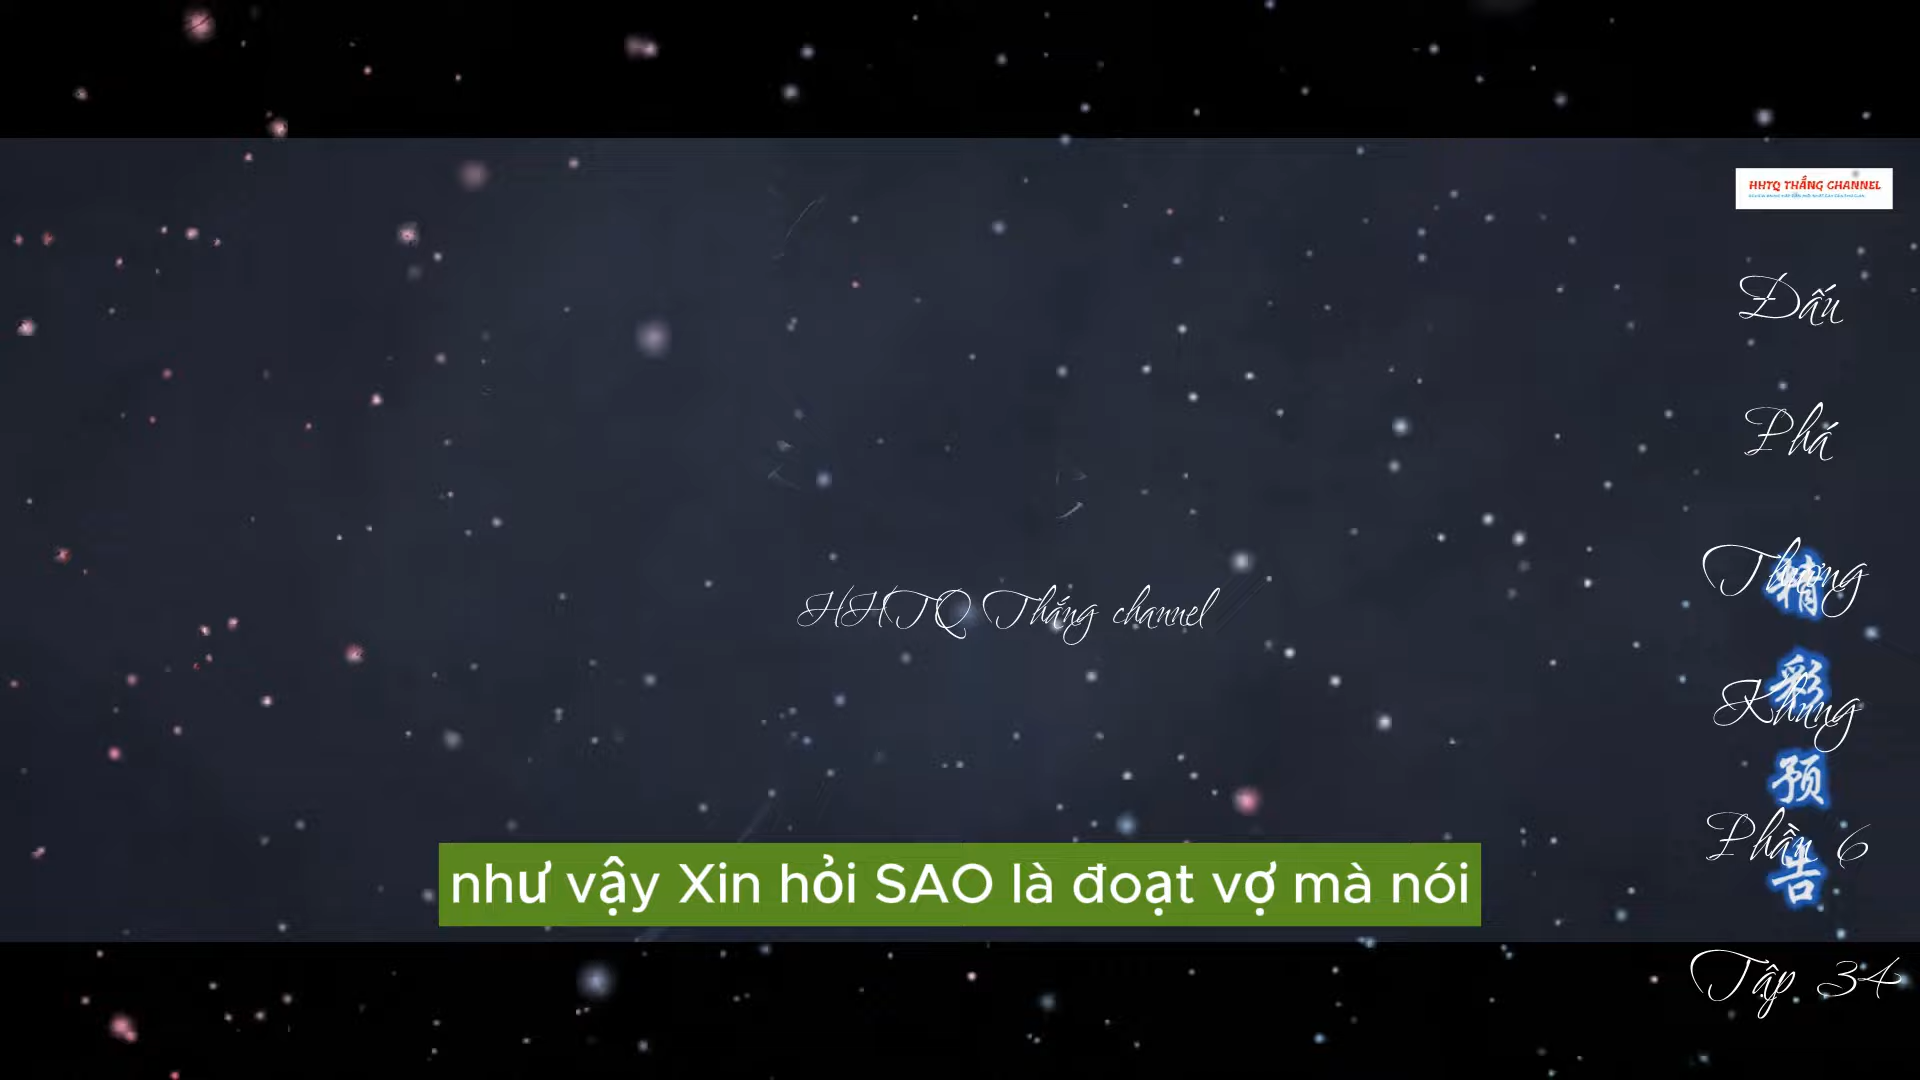 HHTQ THẮNG CHANNEL
Đấu
Phá
Thương
Khung
Phần 6
Tập 34
精
彩
预
告
HHTQ Thắng channel
như vậy Xin hỏi SAO là đoạt vợ mà nói